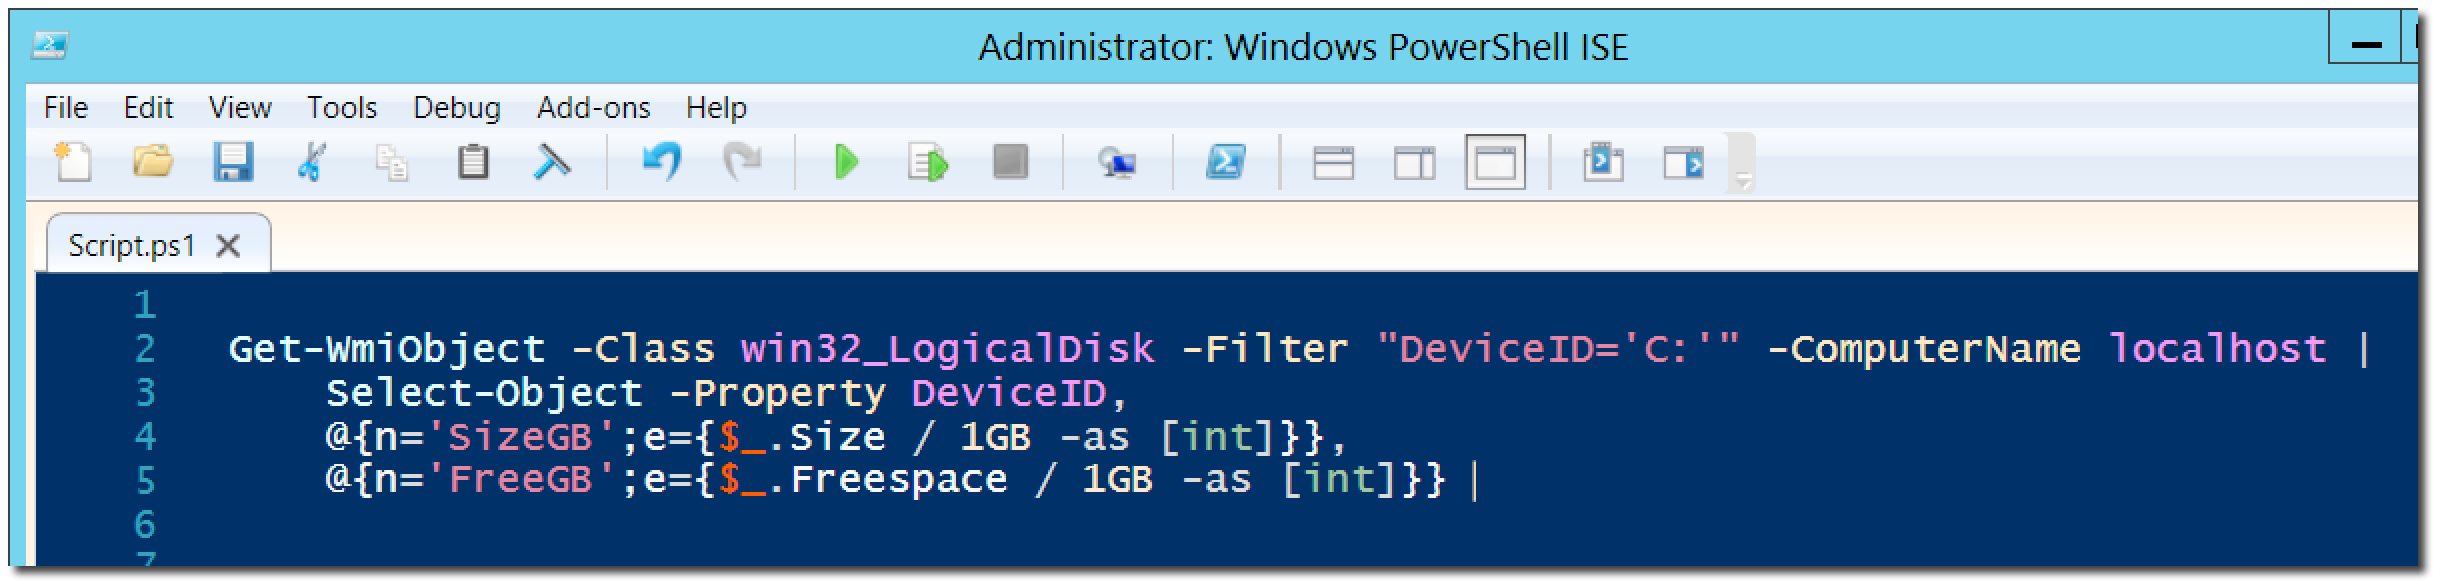 Administrator: Windows PowerShell ISE
File Edit View Tools Debug Add-ons Help
Script.ps1
1
2 Get-WmiObject -Class win32_LogicalDisk -Filter "DeviceID='C:'" -ComputerName localhost |
3 Select-Object -Property DeviceID,
4 @{n='SizeGB';e={$_.Size / 1GB -as [int]}},
5 @{n='FreeGB';e={$_.Freespace / 1GB -as [int]}}
6
7